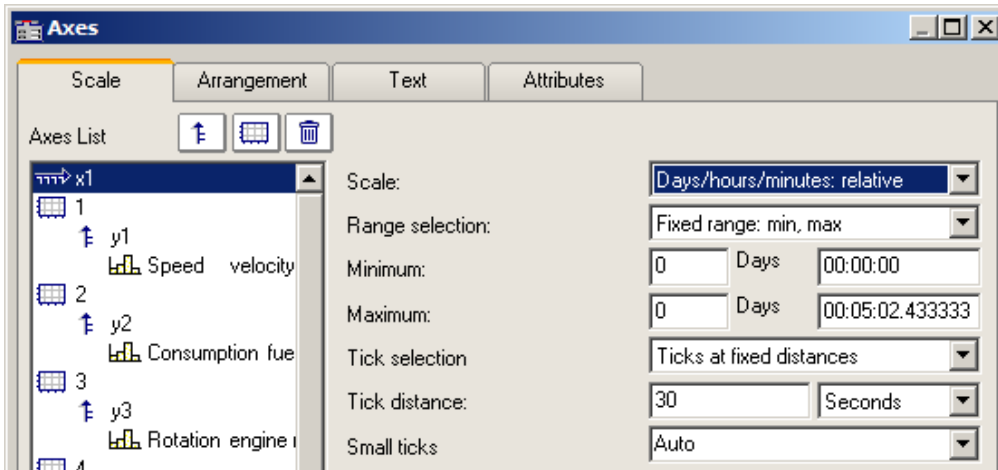 Axes
Scale Arrangement Text Attributes
Axes List
x1
1
y1
Speed velocity
2
y2
Consumption fue
3
y3
Rotation engine
4
Scale: Days/hours/minutes: relative
Range selection: Fixed range: min, max
Minimum: 0 Days 00:00:00
Maximum: 0 Days 00:05:02.433333
Tick selection Ticks at fixed distances
Tick distance: 30 Seconds
Small ticks Auto